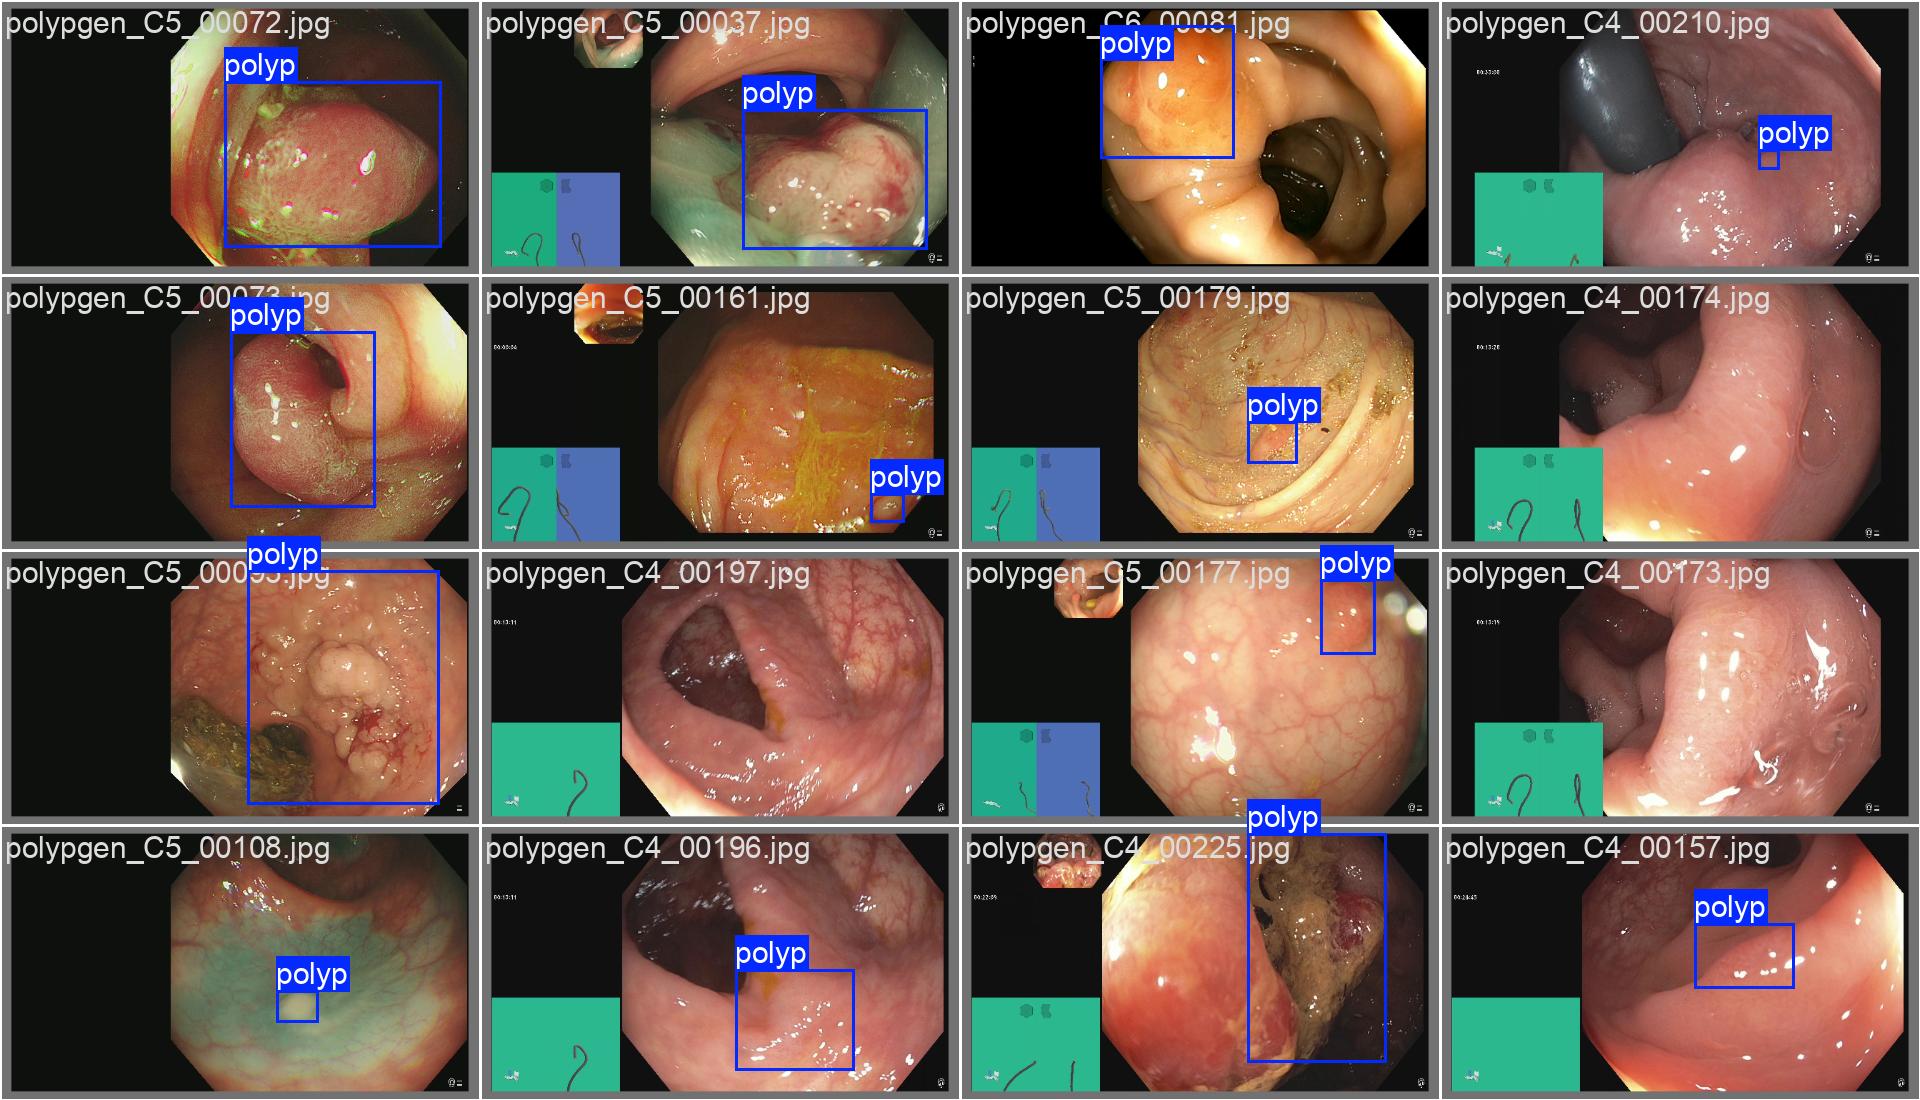 polypgen_C5_00072.jpg
polyp
polypgen_C5_00037.jpg
polyp
polypgen_C6_00081.jpg
polyp
polypgen_C4_00210.jpg
polyp
polypgen_C5_00073.jpg
polyp
polypgen_C5_00161.jpg
polyp
polypgen_C5_00179.jpg
polyp
polypgen_C4_00174.jpg
polyp
polypgen_C4_00197.jpg
polypgen_C5_00177.jpg
polyp
polypgen_C4_00173.jpg
polypgen_C5_00108.jpg
polyp
polypgen_C4_00196.jpg
polyp
polypgen_C4_00225.jpg
polyp
polypgen_C4_00157.jpg
polyp